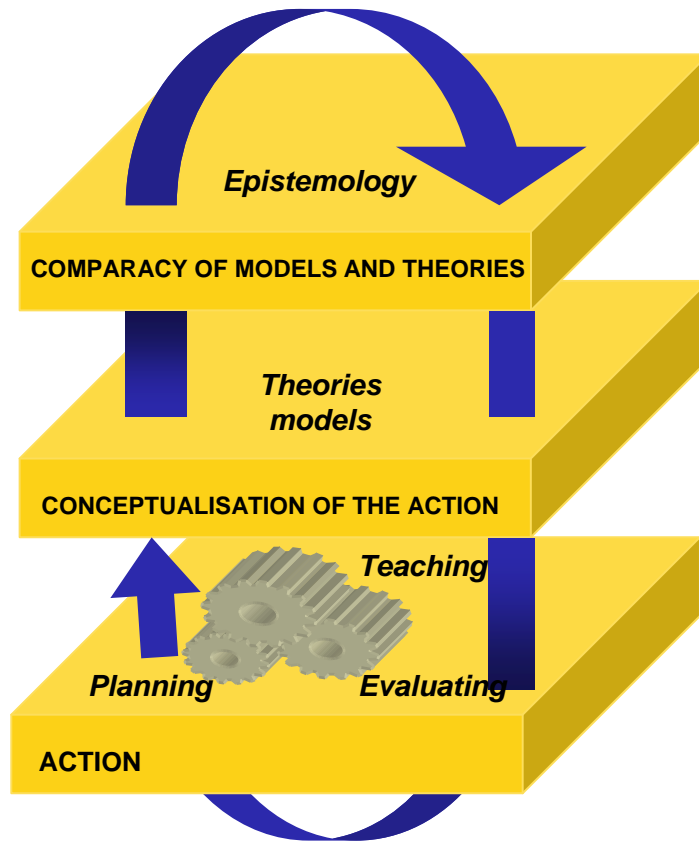 Epistemology
COMPARACY OF MODELS AND THEORIES
Theories
models
CONCEPTUALISATION OF THE ACTION
Teaching
Planning
Evaluating
ACTION